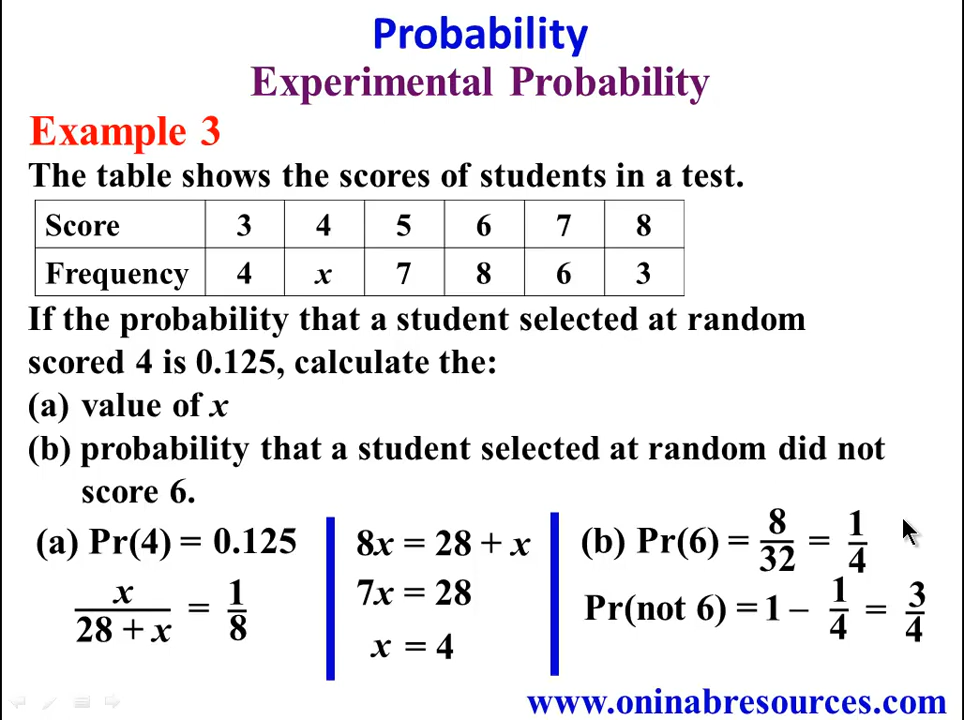 Probability
Experimental Probability
Example 3
The table shows the scores of students in a test.
Score 3 4 5 6 7 8
Frequency 4 x 7 8 6 3
If the probability that a student selected at random
scored 4 is 0.125, calculate the:
(a) value of x
(b) probability that a student selected at random did not
score 6.
(a) Pr(4) = 0.125
x/(28 + x) = 1/8
8x = 28 + x
7x = 28
x = 4
(b) Pr(6) = 8/32 = 1/4
Pr(not 6) = 1 – 1/4 = 3/4
www.oninabresources.com